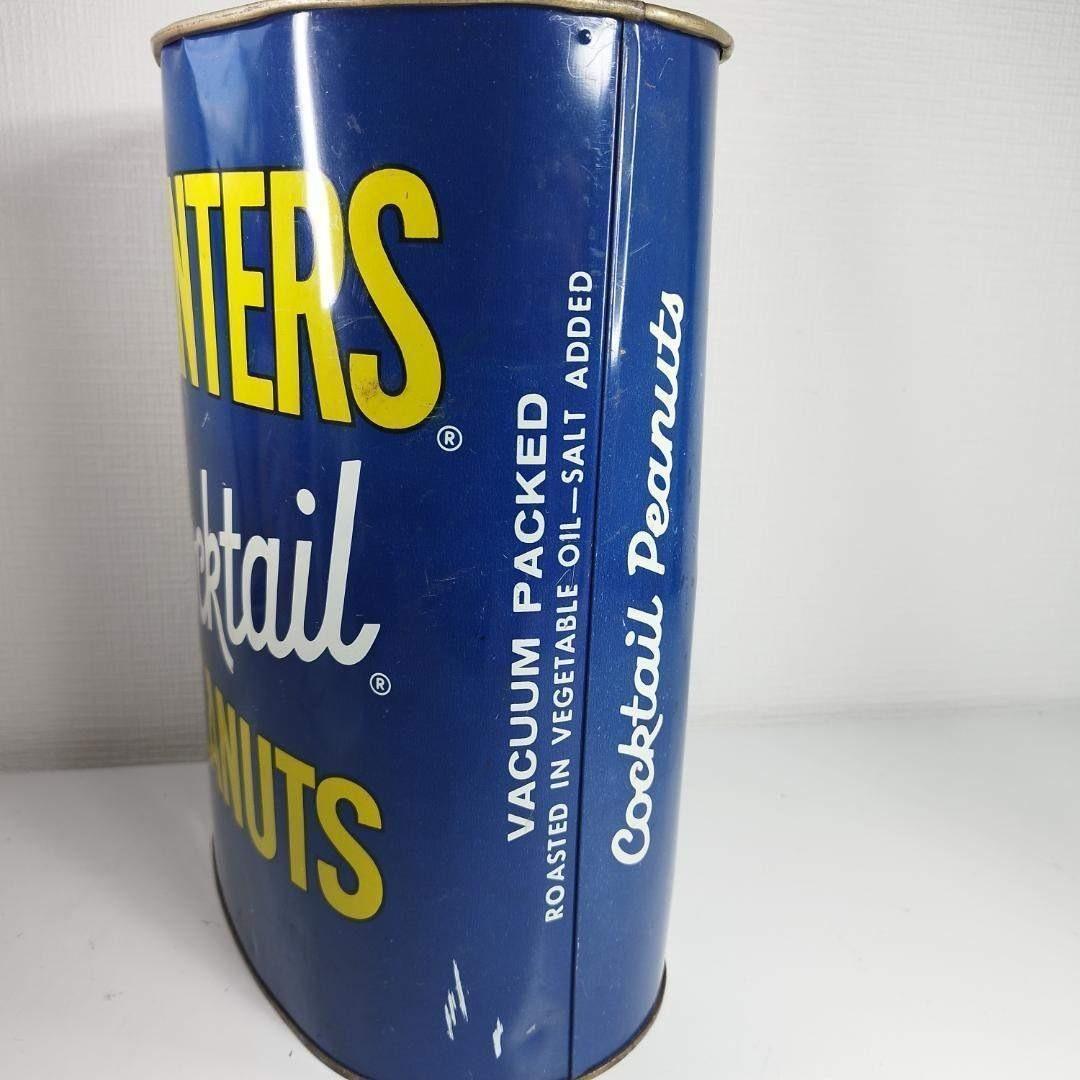 NTERS®
cktail®
ANUTS
VACUUM PACKED
ROASTED IN VEGETABLE OIL—SALT ADDED
Cocktail Peanuts